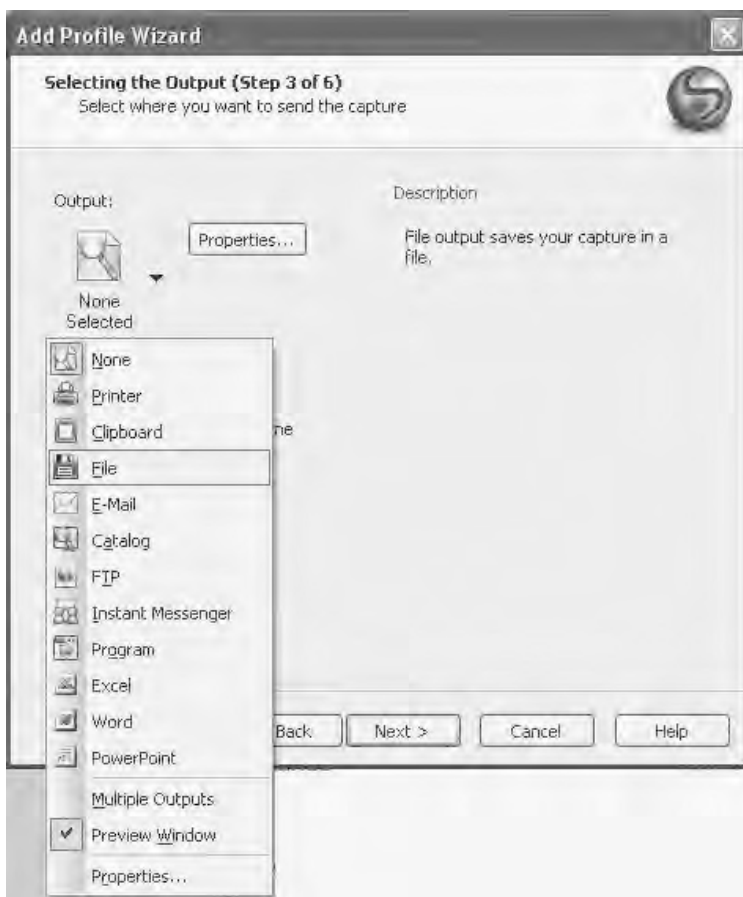 Add Profile Wizard
Selecting the Output (Step 3 of 6)
Select where you want to send the capture
Output:
Properties...
Description
File output saves your capture in a
file.
None
Selected
None
Printer
Clipboard
ne
File
E-Mail
Catalog
FTP
Instant Messenger
Program
Excel
Word
PowerPoint
Multiple Outputs
Preview Window
Properties...
Back
Next >
Cancel
Help